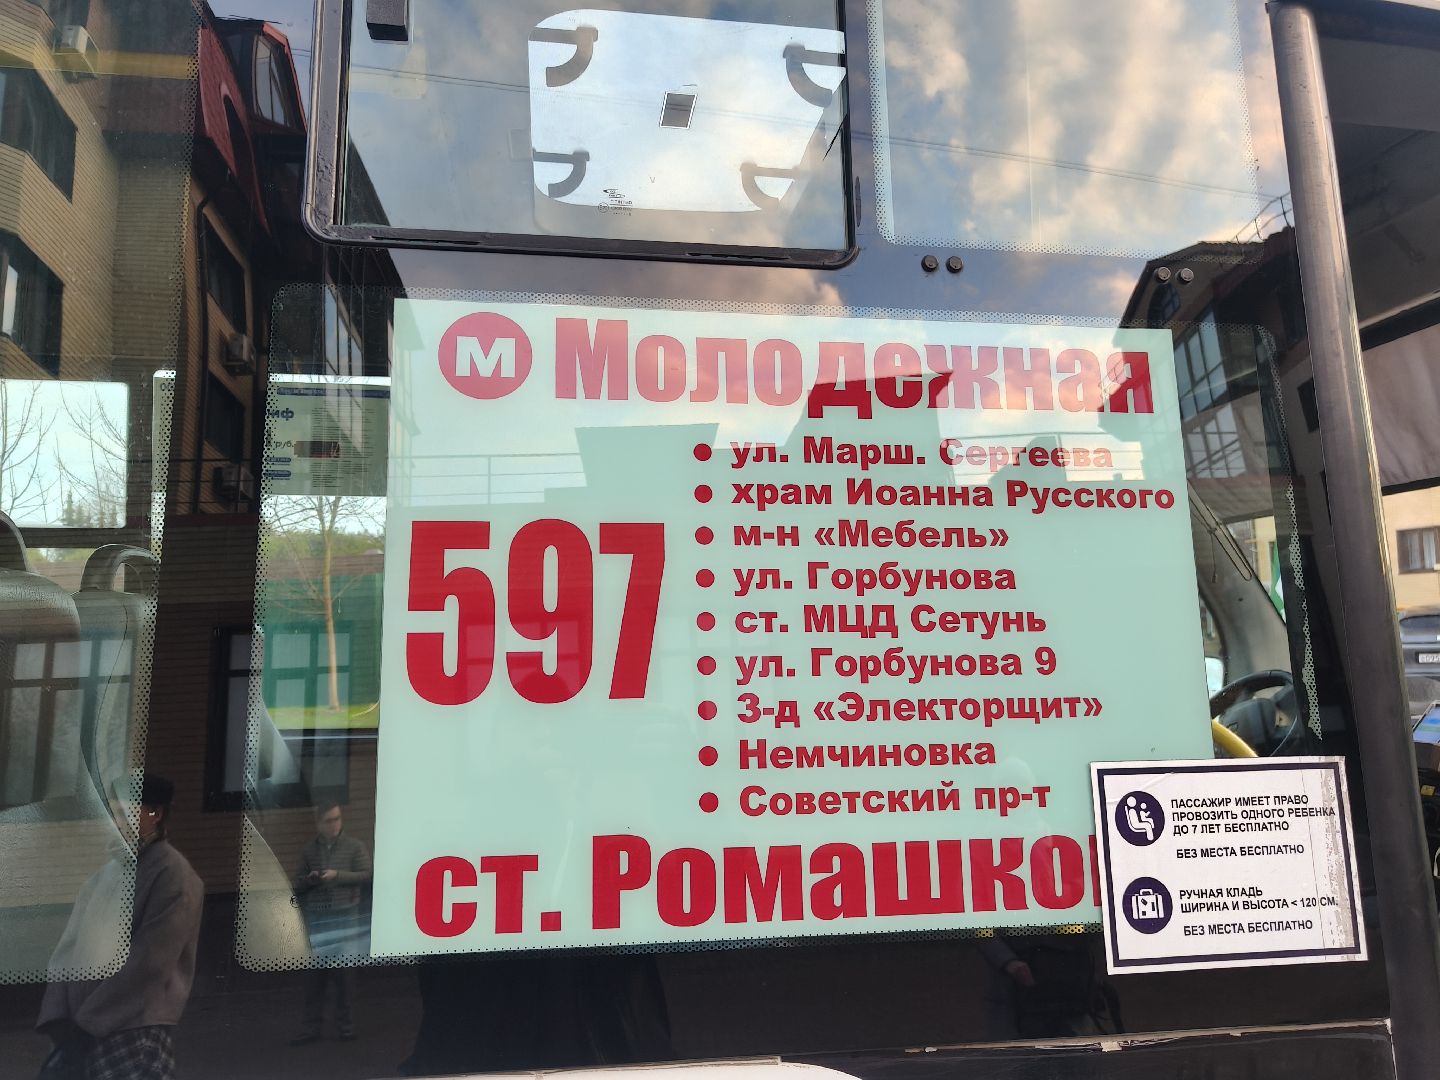 М Молодежная
• ул. Марш. Сергеева
• храм Иоанна Русского
• м-н «Мебель»
• ул. Горбунова
597
• ст. МЦД Сетунь
• ул. Горбунова 9
• З-д «Электорщит»
• Немчиновка
• Советский пр-т
ст. Ромашко
ПАССАЖИР ИМЕЕТ ПРАВО
ПРОВОЗИТЬ ОДНОГО РЕБЕНКА
ДО 7 ЛЕТ БЕСПЛАТНО
БЕЗ МЕСТА БЕСПЛАТНО
РУЧНАЯ КЛАДЬ
ШИРИНА И ВЫСОТА < 120 СМ.
БЕЗ МЕСТА БЕСПЛАТНО
иф
руб.